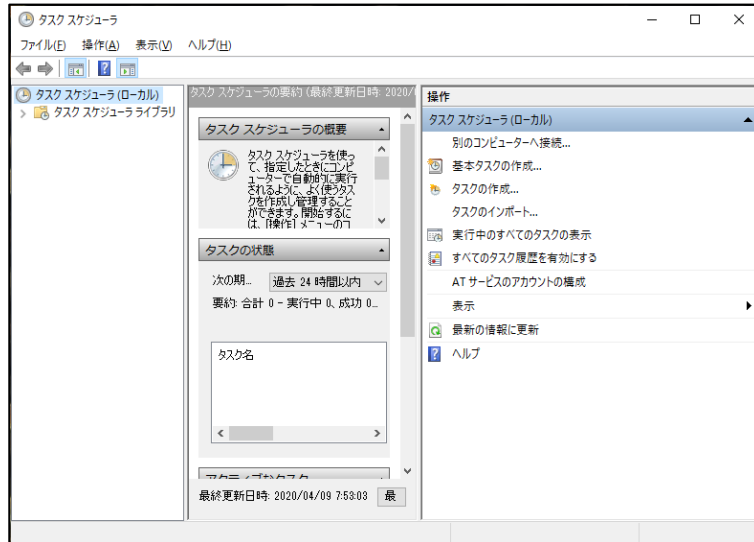 タスク スケジューラ
ファイル(F) 操作(A) 表示(V) ヘルプ(H)
タスク スケジューラ (ローカル)
タスク スケジューラ ライブラリ
タスク スケジューラの要約 (最終更新日時: 2020/
タスク スケジューラの概要
タスク スケジューラを使っ
て、指定したときにコンピ
ューターで自動的に実行
されるように、よく使うタス
クを作成し管理すること
ができます。開始するに
は、[操作] メニューのコ
タスクの状態
次の期... 過去 24 時間以内
要約: 合計 0 - 実行中 0、成功 0...
タスク名
アクティブなタスク
最終更新日時: 2020/04/09 7:53:03 最
操作
タスク スケジューラ (ローカル)
別のコンピューターへ接続...
基本タスクの作成...
タスクの作成...
タスクのインポート...
実行中のすべてのタスクの表示
すべてのタスク履歴を有効にする
AT サービスのアカウントの構成
表示
最新の情報に更新
ヘルプ